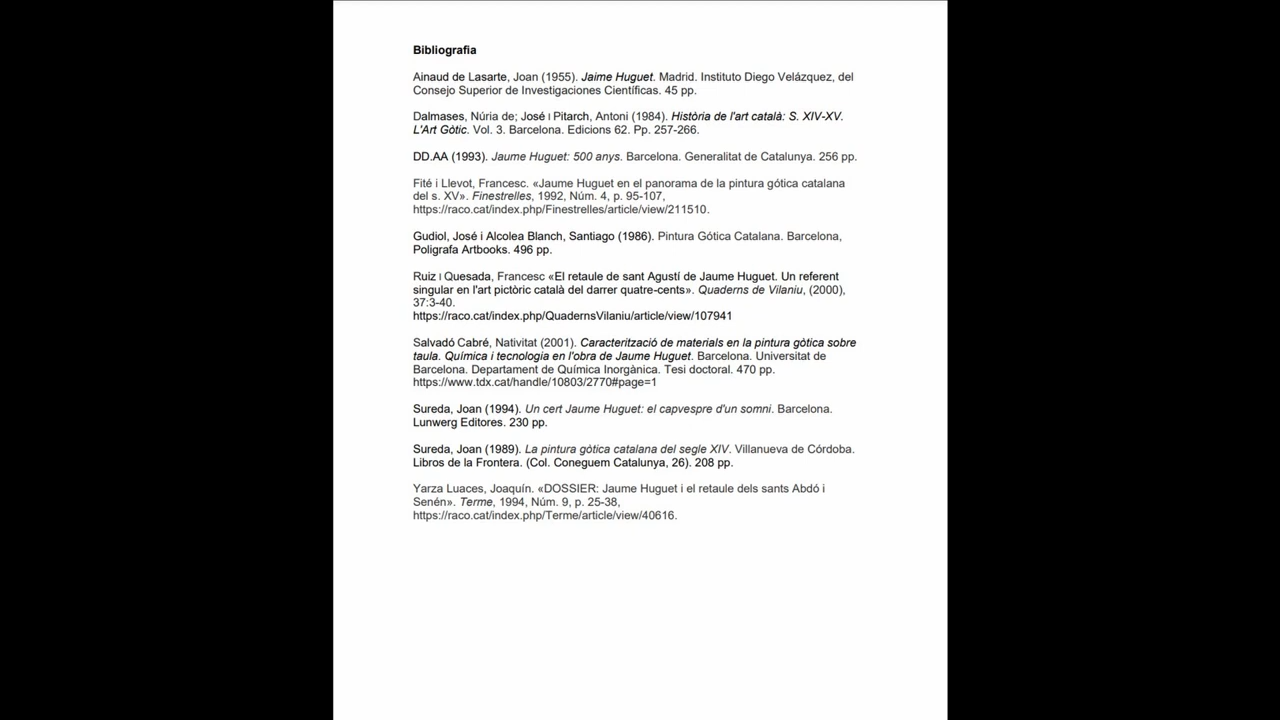 Bibliografia
Ainaud de Lasarte, Joan (1955). Jaime Huguet. Madrid. Instituto Diego Velázquez, del
Consejo Superior de Investigaciones Científicas. 45 pp.
Dalmases, Núria de; José i Pitarch, Antoni (1984). Història de l'art català: S. XIV-XV.
L'Art Gòtic. Vol. 3. Barcelona. Edicions 62. Pp. 257-266.
DD.AA (1993). Jaume Huguet: 500 anys. Barcelona. Generalitat de Catalunya. 256 pp.
Fité i Llevot, Francesc. «Jaume Huguet en el panorama de la pintura gótica catalana
del s. XV». Finestrelles, 1992, Núm. 4, p. 95-107,
https://raco.cat/index.php/Finestrelles/article/view/211510.
Gudiol, José i Alcolea Blanch, Santiago (1986). Pintura Gótica Catalana. Barcelona,
Poligrafa Artbooks. 496 pp.
Ruiz i Quesada, Francesc «El retaule de sant Agustí de Jaume Huguet. Un referent
singular en l'art pictòric català del darrer quatre-cents». Quaderns de Vilaniu, (2000),
37:3-40.
https://raco.cat/index.php/QuadernsVilaniu/article/view/107941
Salvadó Cabré, Nativitat (2001). Caracterització de materials en la pintura gòtica sobre
taula. Química i tecnologia en l'obra de Jaume Huguet. Barcelona. Universitat de
Barcelona. Departament de Química Inorgànica. Tesi doctoral. 470 pp.
https://www.tdx.cat/handle/10803/2770#page=1
Sureda, Joan (1994). Un cert Jaume Huguet: el capvespre d'un somni. Barcelona.
Lunwerg Editores. 230 pp.
Sureda, Joan (1989). La pintura gòtica catalana del segle XIV. Villanueva de Córdoba.
Libros de la Frontera. (Col. Coneguem Catalunya, 26). 208 pp.
Yarza Luaces, Joaquín. «DOSSIER: Jaume Huguet i el retaule dels sants Abdó i
Senén». Terme, 1994, Núm. 9, p. 25-38,
https://raco.cat/index.php/Terme/article/view/40616.